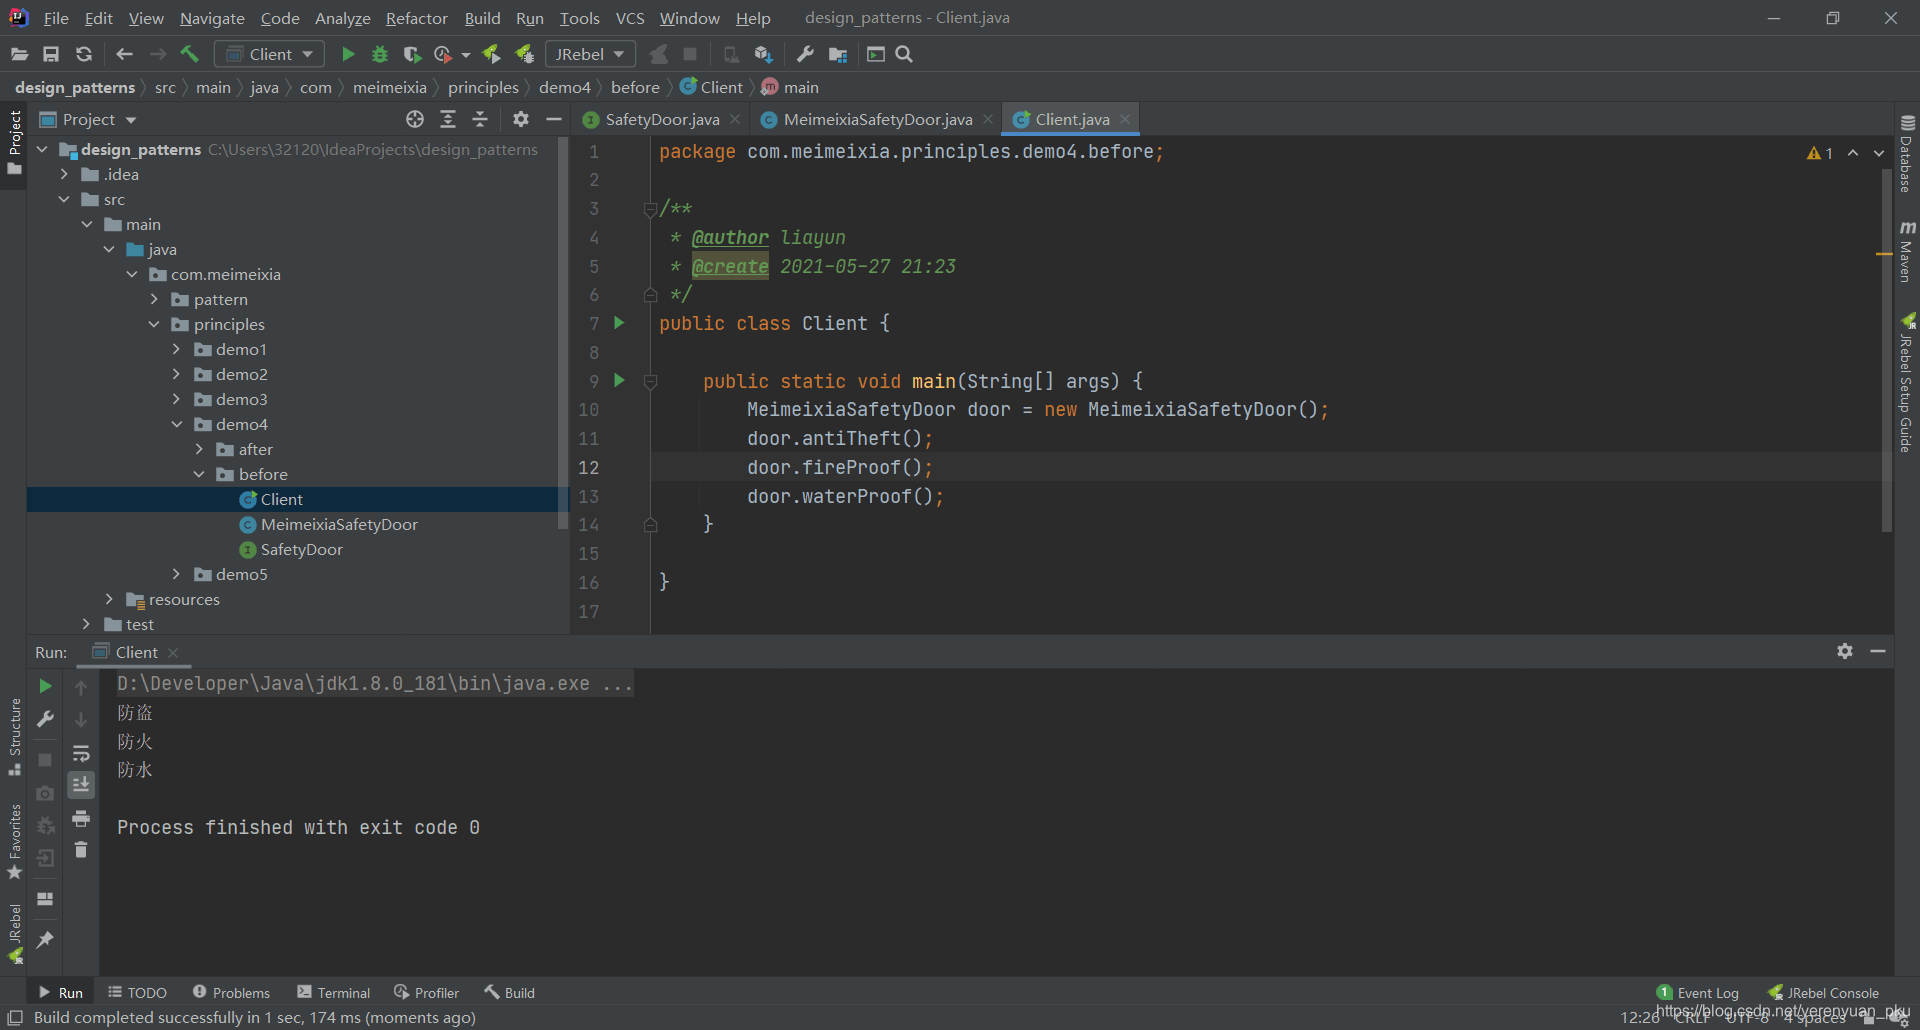 File Edit View Navigate Code Analyze Refactor Build Run Tools VCS Window Help design_patterns - Client.java
Client JRebel
design_patterns src main java com meimeixia principles demo4 before Client main
Project
Project
SafetyDoor.java MeimeixiaSafetyDoor.java Client.java
design_patterns C:\Users\32120\IdeaProjects\design_patterns
.idea
src
main
java
com.meimeixia
pattern
principles
demo1
demo2
demo3
demo4
after
before
Client
MeimeixiaSafetyDoor
SafetyDoor
demo5
resources
test
1 package com.meimeixia.principles.demo4.before;
2
3 /**
4 * @author liayun
5 * @create 2021-05-27 21:23
6 */
7 public class Client {
8
9 public static void main(String[] args) {
10 MeimeixiaSafetyDoor door = new MeimeixiaSafetyDoor();
11 door.antiTheft();
12 door.fireProof();
13 door.waterProof();
14 }
15
16 }
17
1
Database
m Maven
JRebel Setup Guide
Run: Client
D:\Developer\Java\jdk1.8.0_181\bin\java.exe ...
防盗
防火
防水
Process finished with exit code 0
Structure
Favorites
JRebel
Run TODO Problems Terminal Profiler Build 1 Event Log JRebel Console
Build completed successfully in 1 sec, 174 ms (moments ago) 12:26 CRLF UTF-8 4 spaces
https://blog.csdn.net/yerenyuan_pku